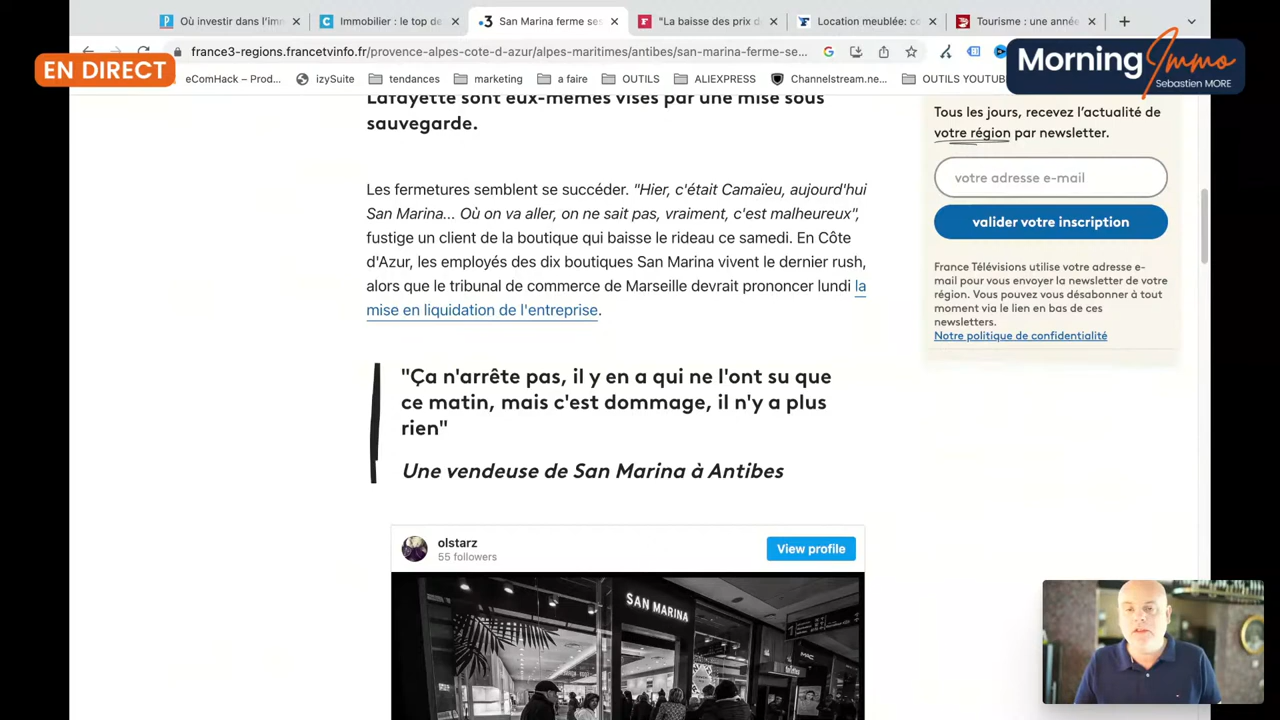 Où investir dans l'imm
Immobilier : le top de
San Marina ferme ses
"La baisse des prix d
Location meublée: co
Tourisme : une année
EN DIRECT
france3-regions.francetvinfo.fr/provence-alpes-cote-d-azur/alpes-maritimes/antibes/san-marina-ferme-se...
Morning Immo
Sebastien MORE
eComHack – Prod...
izySuite
tendances
marketing
a faire
OUTILS
ALIEXPRESS
Channelstream.ne...
OUTILS YOUTUB
Lafayette sont eux-mêmes visés par une mise sous
sauvegarde.
Les fermetures semblent se succéder. "Hier, c'était Camaïeu, aujourd'hui
San Marina... Où on va aller, on ne sait pas, vraiment, c'est malheureux",
fustige un client de la boutique qui baisse le rideau ce samedi. En Côte
d'Azur, les employés des dix boutiques San Marina vivent le dernier rush,
alors que le tribunal de commerce de Marseille devrait prononcer lundi la
mise en liquidation de l'entreprise.
"Ça n'arrête pas, il y en a qui ne l'ont su que
ce matin, mais c'est dommage, il n'y a plus
rien"
Une vendeuse de San Marina à Antibes
olstarz
55 followers
View profile
SAN MARINA
MAC
Tous les jours, recevez l'actualité de
votre région par newsletter.
votre adresse e-mail
valider votre inscription
France Télévisions utilise votre adresse e-
mail pour vous envoyer la newsletter de votre
région. Vous pouvez vous désabonner à tout
moment via le lien en bas de ces
newsletters.
Notre politique de confidentialité